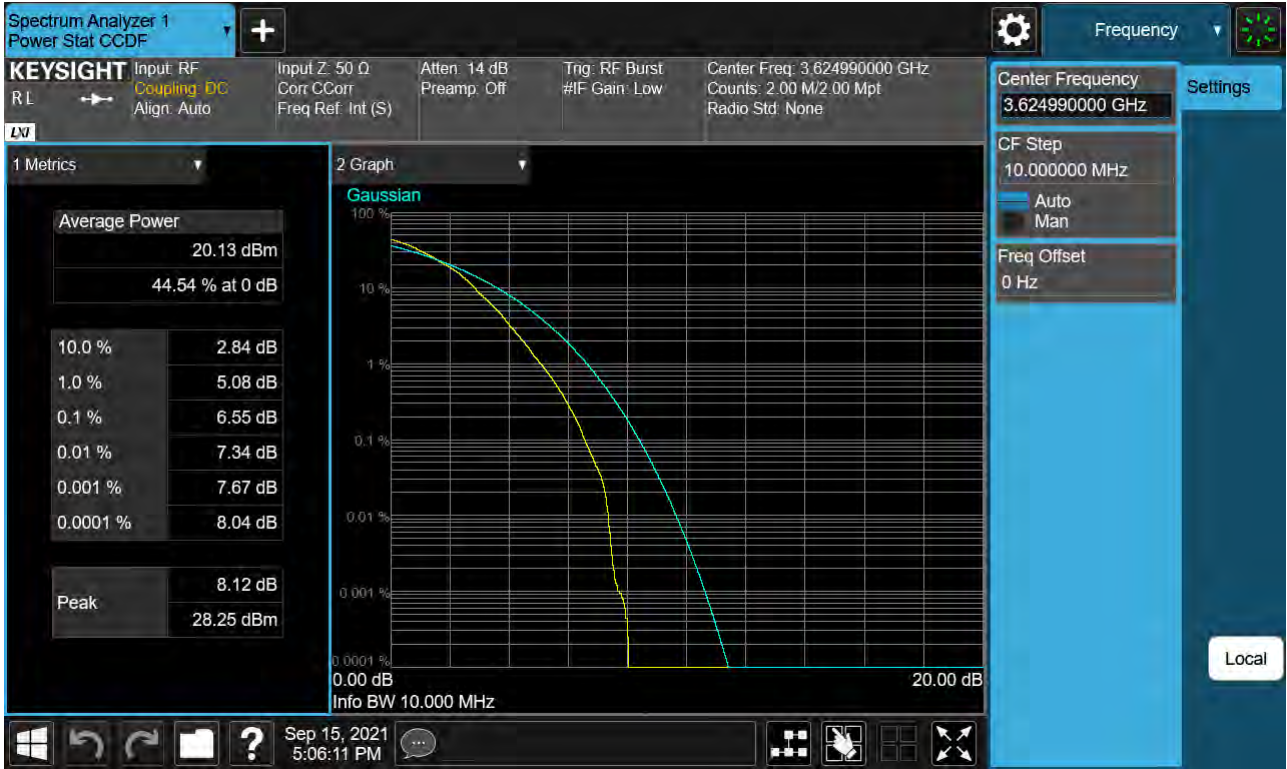 Spectrum Analyzer 1
Power Stat CCDF
Frequency
KEYSIGHT
R L
LXI
Input: RF
Coupling: DC
Align: Auto
Input Z: 50 Ω
Corr CCorr
Freq Ref: Int (S)
Atten: 14 dB
Preamp: Off
Trig: RF Burst
#IF Gain: Low
Center Freq: 3.624990000 GHz
Counts: 2.00 M/2.00 Mpt
Radio Std: None
Center Frequency
3.624990000 GHz
Settings
CF Step
10.000000 MHz
Auto
Man
Freq Offset
0 Hz
1 Metrics
Average Power
20.13 dBm
44.54 % at 0 dB
10.0 % 2.84 dB
1.0 % 5.08 dB
0.1 % 6.55 dB
0.01 % 7.34 dB
0.001 % 7.67 dB
0.0001 % 8.04 dB
Peak
8.12 dB
28.25 dBm
2 Graph
Gaussian
100 %
10 %
1 %
0.1 %
0.01 %
0.001 %
0.0001 %
0.00 dB 20.00 dB
Info BW 10.000 MHz
Local
Sep 15, 2021
5:06:11 PM